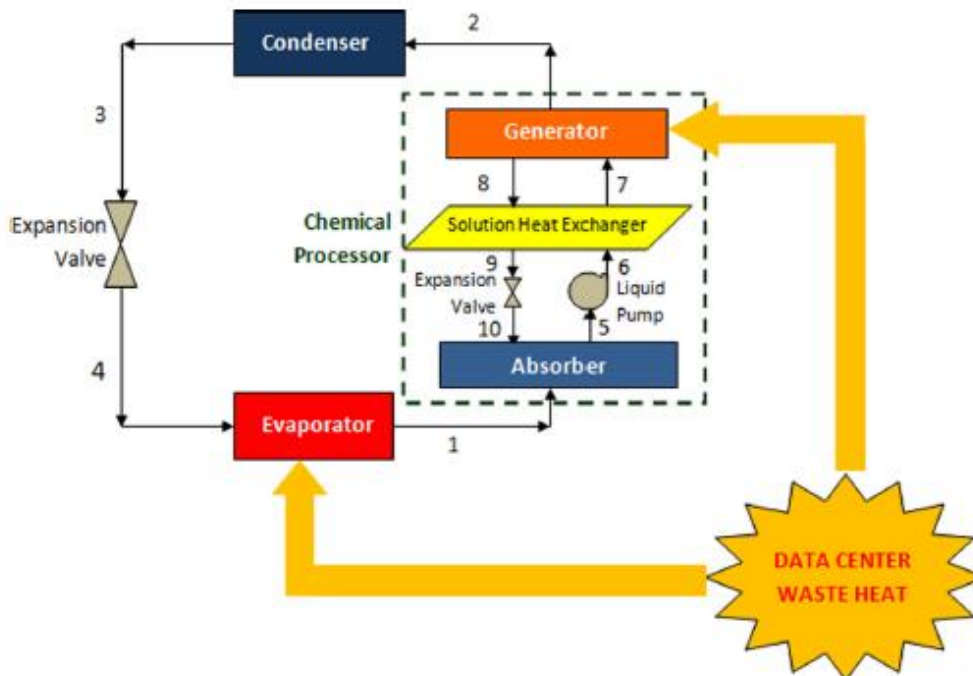 2
Condenser
3
Generator
8
7
Expansion
Valve
Chemical
Processor
Solution Heat Exchanger
9
6
Expansion
Valve
Liquid
Pump
10
5
4
Absorber
Evaporator
1
DATA CENTER
WASTE HEAT